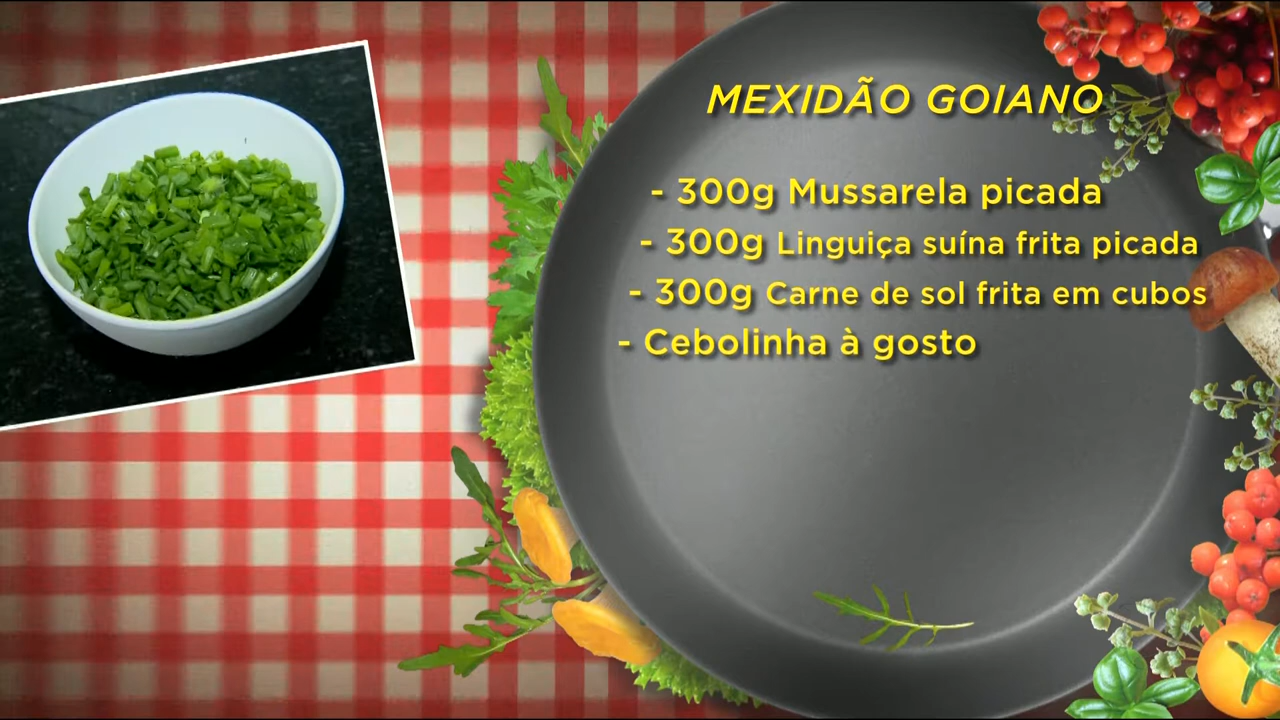 MEXIDÃO GOIANO
- 300g Mussarela picada
- 300g Linguiça suína frita picada
- 300g Carne de sol frita em cubos
- Cebolinha à gosto